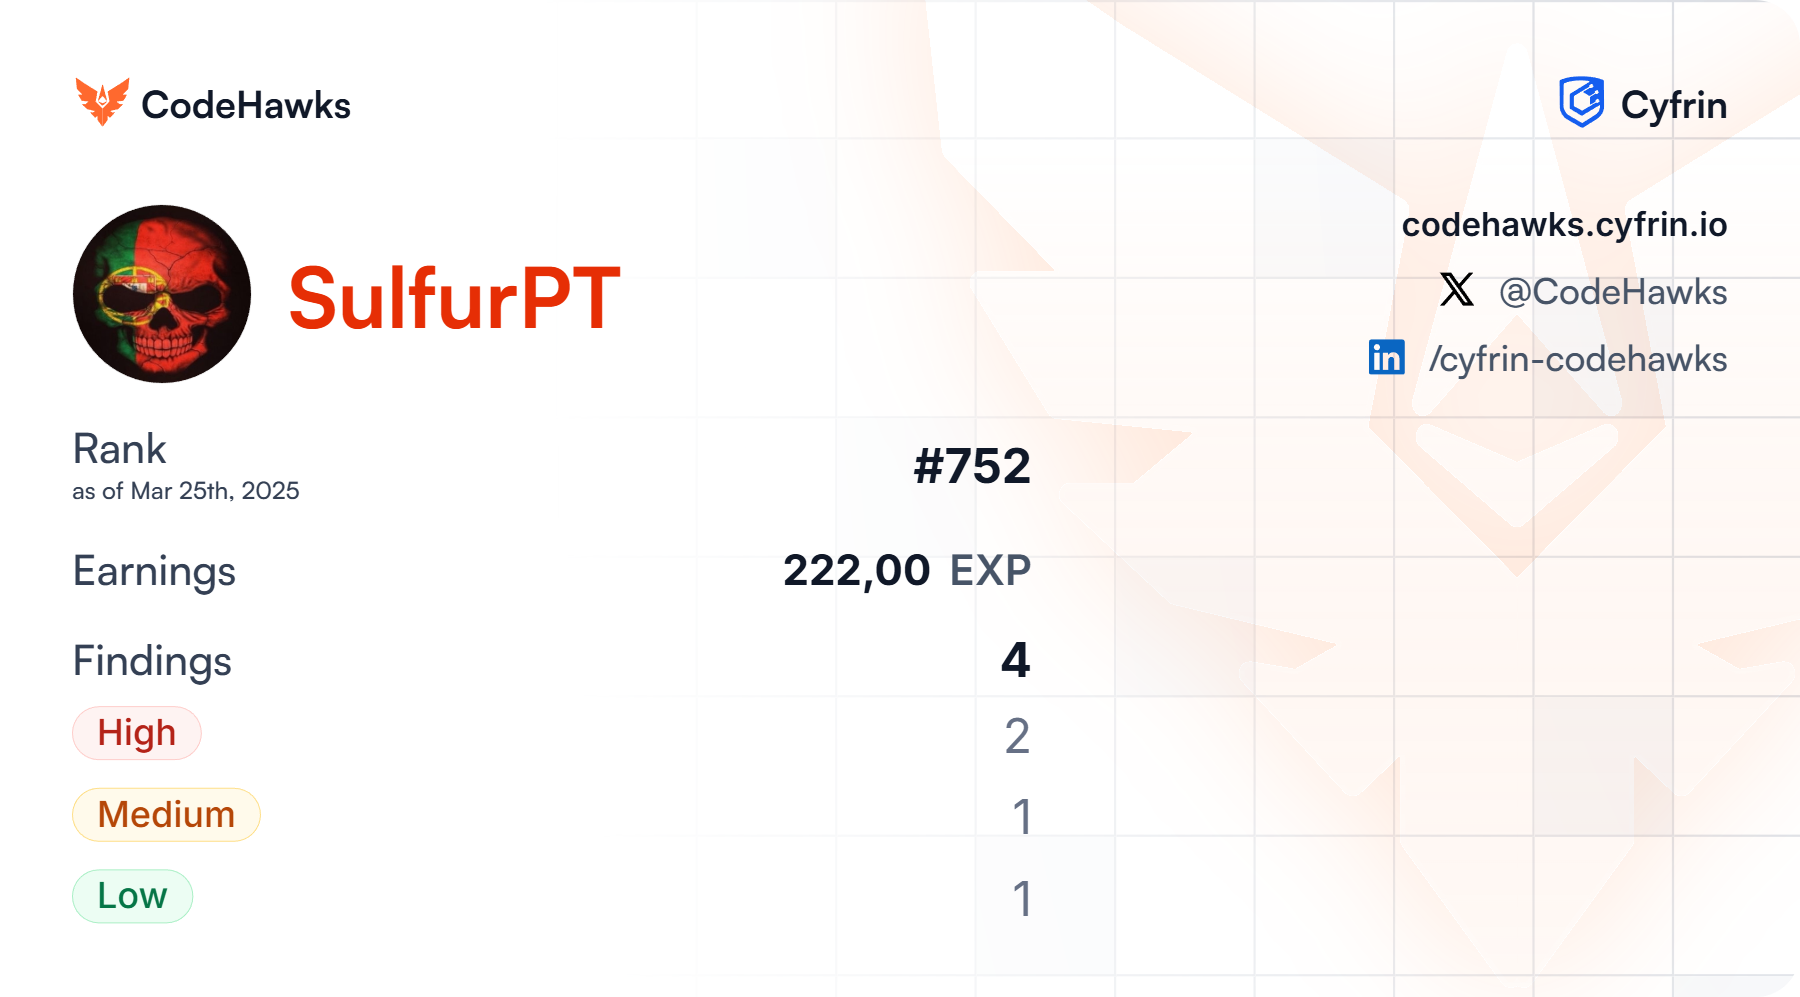 CodeHawks
Cyfrin
SulfurPT
codehawks.cyfrin.io
@CodeHawks
/cyfrin-codehawks
Rank
as of Mar 25th, 2025
#752
Earnings
222,00 EXP
Findings
4
High
2
Medium
1
Low
1